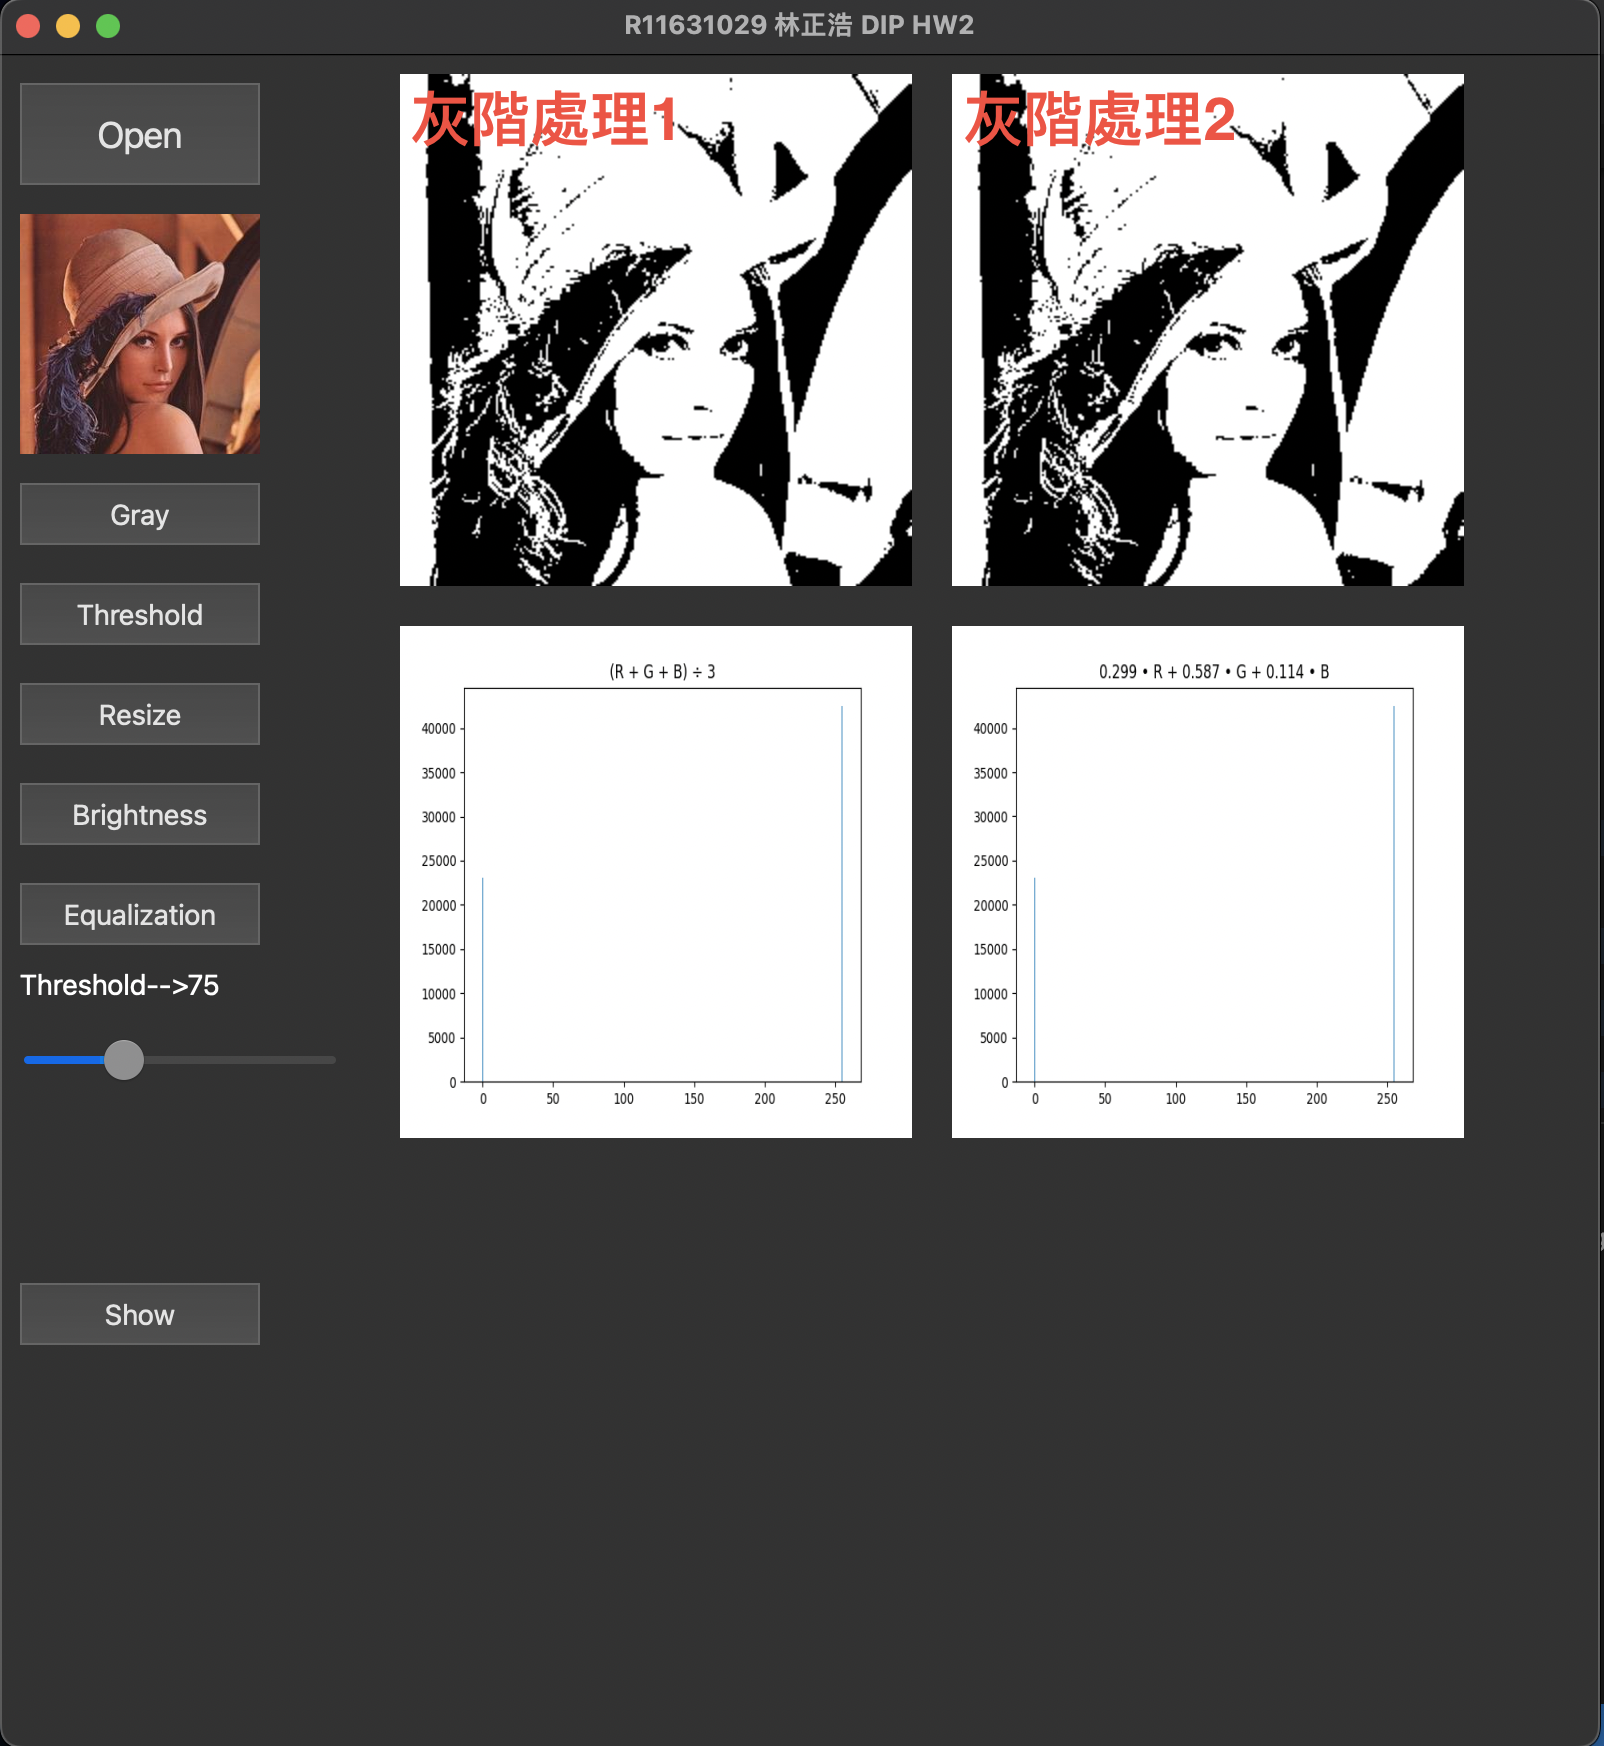 R11631029 林正浩 DIP HW2
Open
Gray
Threshold
Resize
Brightness
Equalization
Threshold-->75
Show
灰階處理1
灰階處理2
(R + G + B) ÷ 3
40000
35000
30000
25000
20000
15000
10000
5000
0
0 50 100 150 200 250
0.299 • R + 0.587 • G + 0.114 • B
40000
35000
30000
25000
20000
15000
10000
5000
0
0 50 100 150 200 250